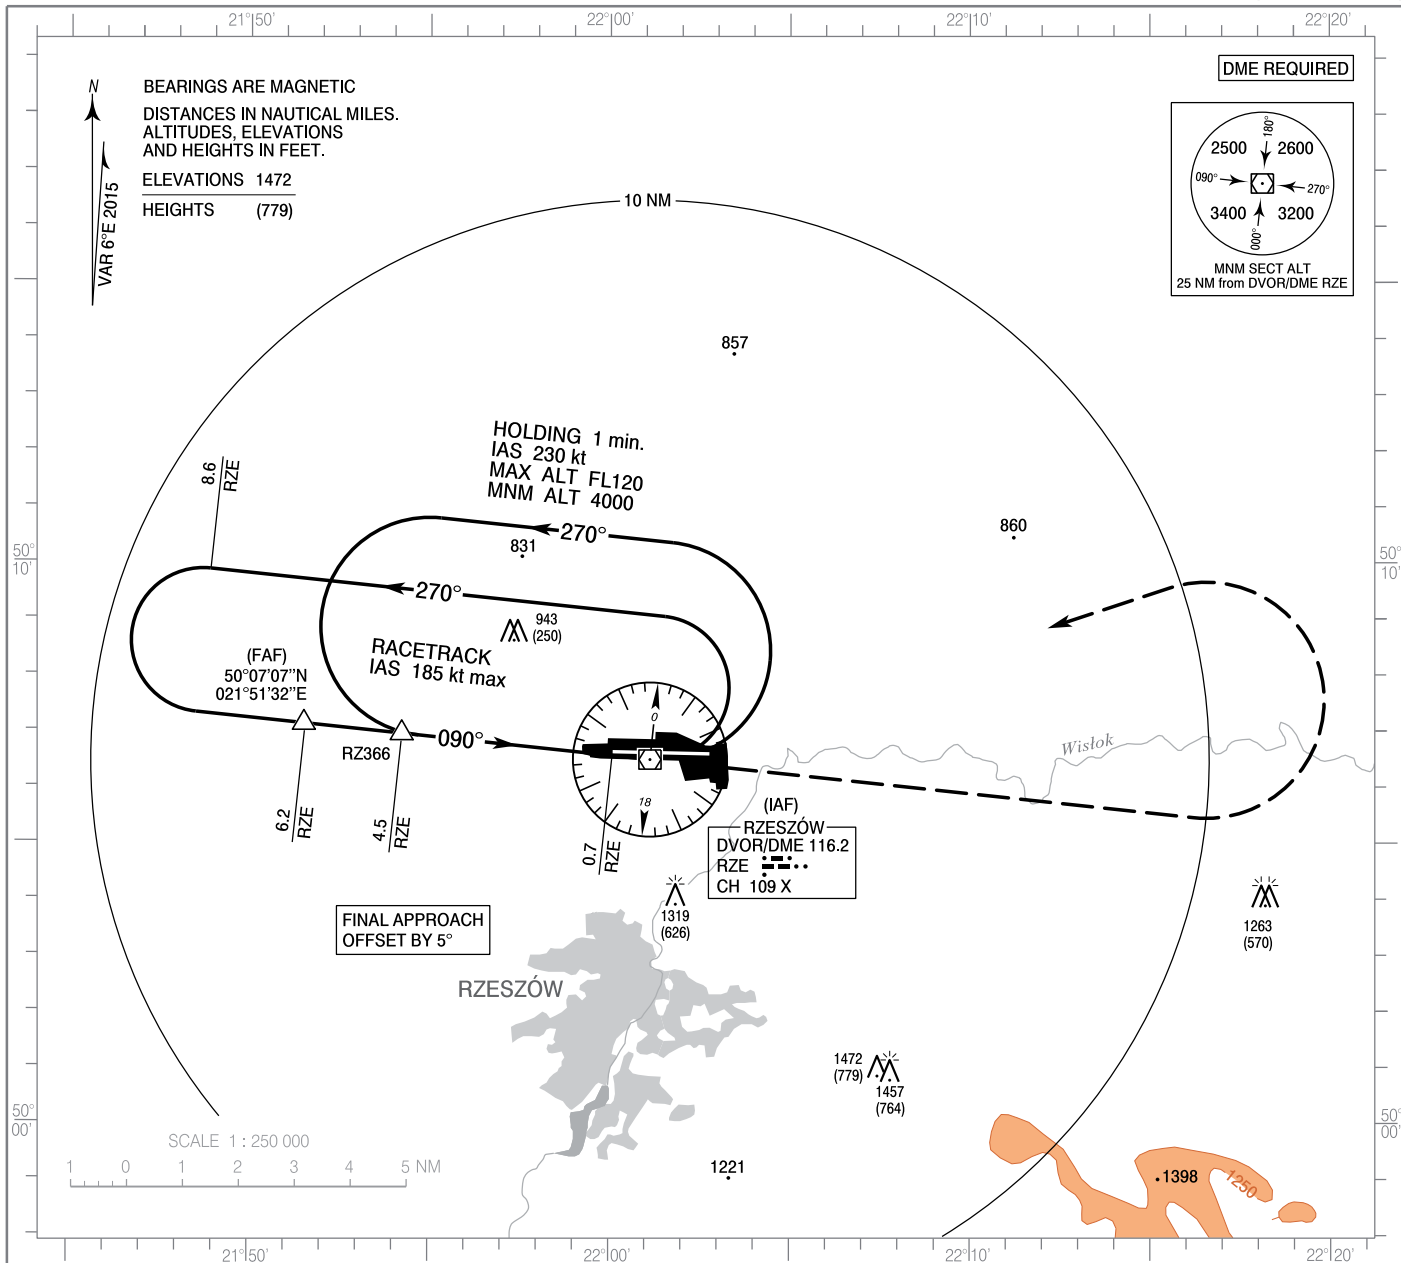 21°50'
22°00'
22°10'
22°20'
N
VAR 6°E 2015
BEARINGS ARE MAGNETIC
DISTANCES IN NAUTICAL MILES.
ALTITUDES, ELEVATIONS
AND HEIGHTS IN FEET.
ELEVATIONS 1472
HEIGHTS (779)
DME REQUIRED
180°
2500 2600
090° 270°
3400 3200
000°
MNM SECT ALT
25 NM from DVOR/DME RZE
10 NM
857
HOLDING 1 min.
IAS 230 kt
MAX ALT FL120
MNM ALT 4000
8.6
RZE
270°
831
860
50°
10'
50°
10'
270°
943
(250)
RACETRACK
IAS 185 kt max
(FAF)
50°07'07"N
021°51'32"E
RZ366
090°
0
18
Wisłok
6.2
RZE
4.5
RZE
0.7
RZE
(IAF)
RZESZÓW
DVOR/DME 116.2
RZE
CH 109 X
1319
(626)
1263
(570)
FINAL APPROACH
OFFSET BY 5°
RZESZÓW
1472
(779)
1457
(764)
50°
00'
50°
00'
SCALE 1 : 250 000
1 0 1 2 3 4 5 NM
1221
1398
1250
21°50'
22°00'
22°10'
22°20'